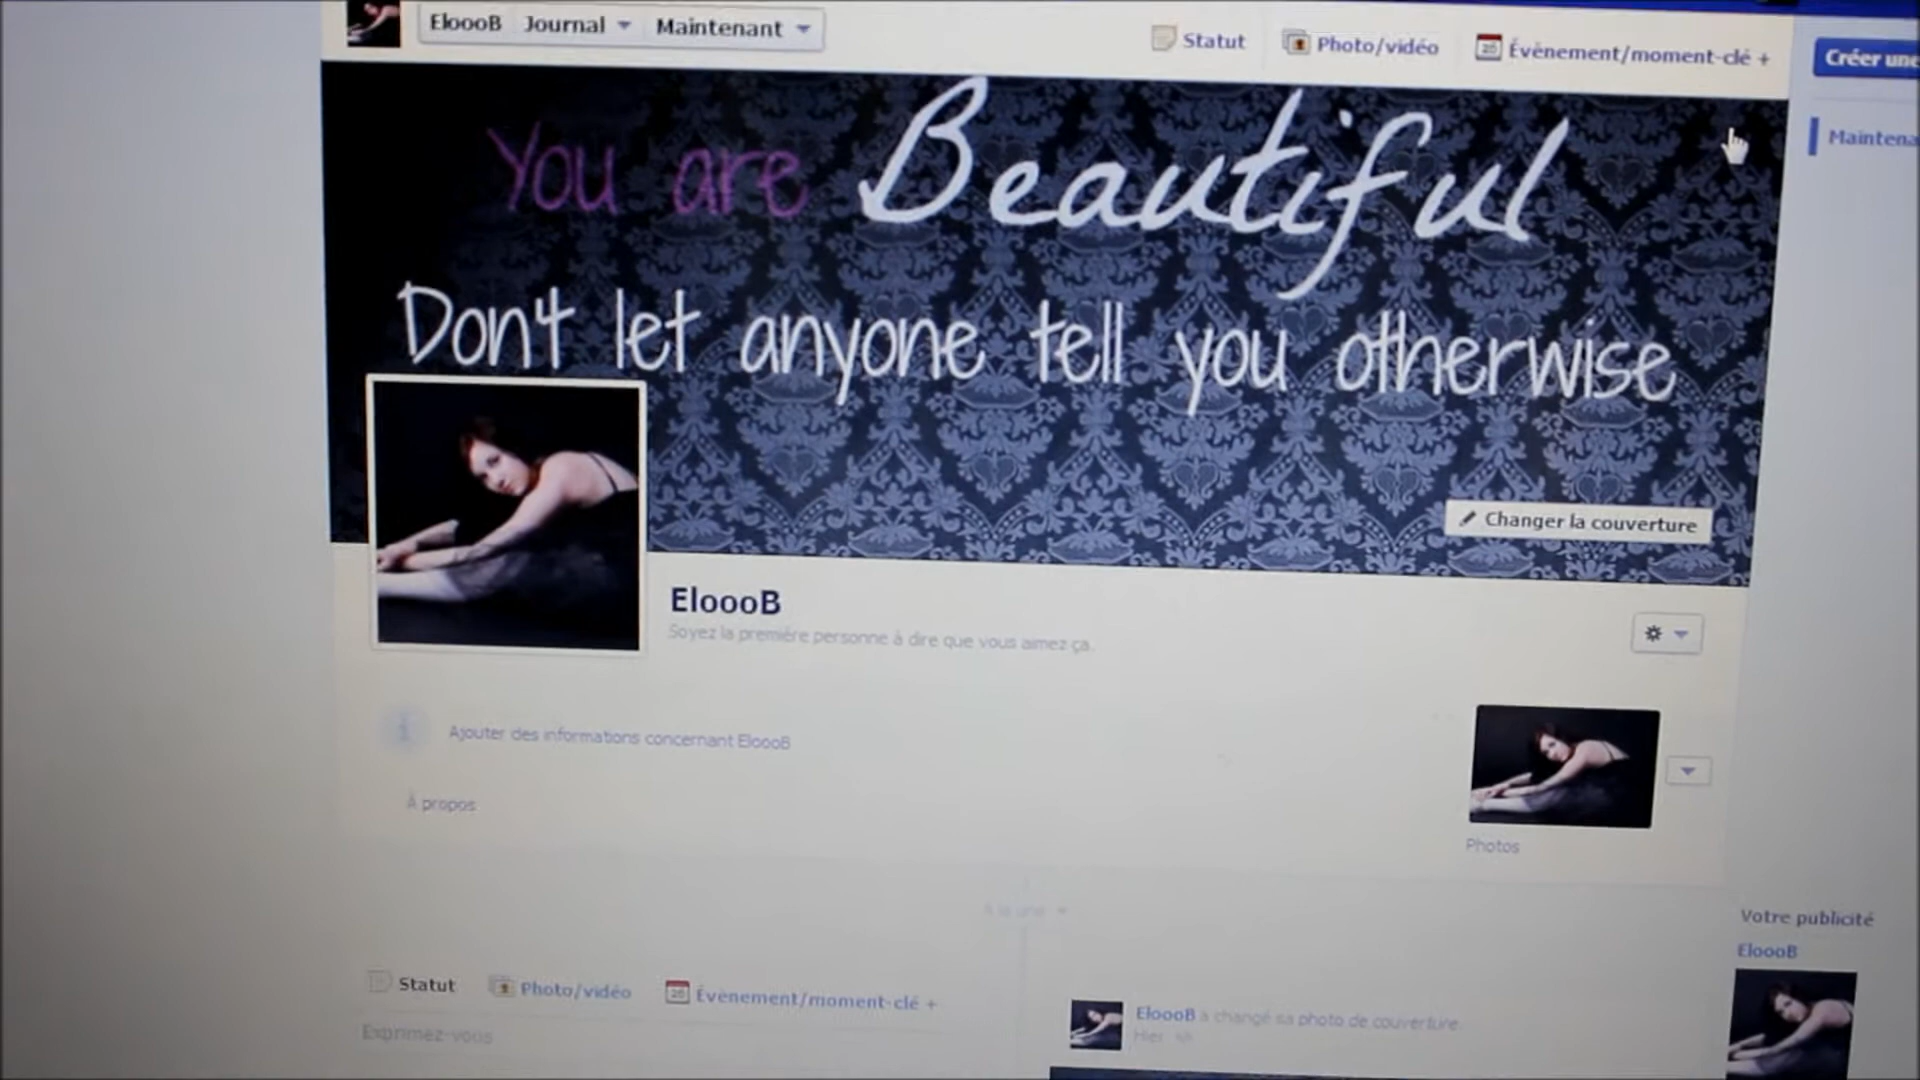 EloooB Journal Maintenant
Statut Photo/vidéo Évènement/moment-clé +
Créer une
Maintena
You are Beautiful
Don't let anyone tell you otherwise
Changer la couverture
EloooB
Soyez la première personne à dire que vous aimez ça.
Ajouter des informations concernant EloooB
À propos
Photos
À la une
Votre publicité
EloooB
Statut Photo/vidéo Évènement/moment-clé +
Exprimez-vous
EloooB a changé sa photo de couverture.
Hier